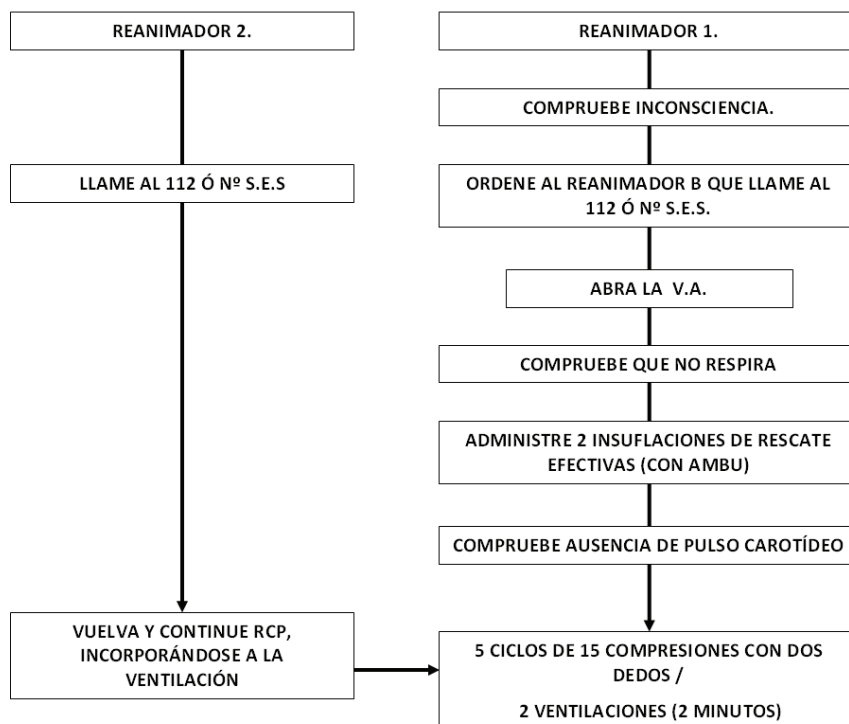 REANIMADOR 2.
LLAME AL 112 Ó Nº S.E.S
VUELVA Y CONTINUE RCP,
INCORPORÁNDOSE A LA
VENTILACIÓN
REANIMADOR 1.
COMPRUEBE INCONSCIENCIA.
ORDENE AL REANIMADOR B QUE LLAME AL
112 Ó Nº S.E.S.
ABRA LA V.A.
COMPRUEBE QUE NO RESPIRA
ADMINISTRE 2 INSUFLACIONES DE RESCATE
EFECTIVAS (CON AMBU)
COMPRUEBE AUSENCIA DE PULSO CAROTÍDEO
5 CICLOS DE 15 COMPRESIONES CON DOS
DEDOS /
2 VENTILACIONES (2 MINUTOS)